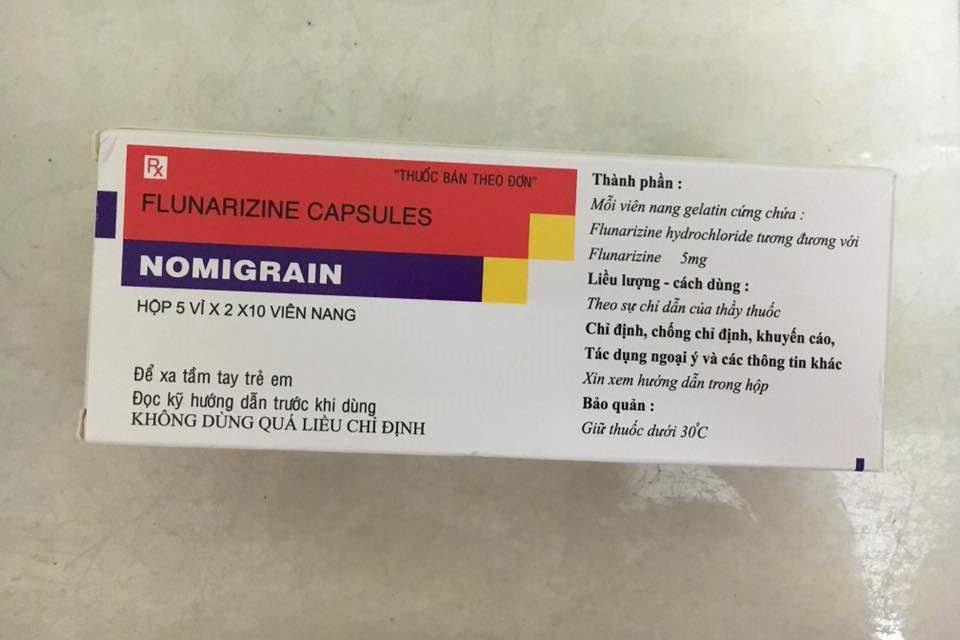 Rx
"THUỐC BÁN THEO ĐƠN"
FLUNARIZINE CAPSULES
NOMIGRAIN
HỘP 5 VỈ X 2 X10 VIÊN NANG
Để xa tầm tay trẻ em
Đọc kỹ hướng dẫn trước khi dùng
KHÔNG DÙNG QUÁ LIỀU CHỈ ĐỊNH
Thành phần :
Mỗi viên nang gelatin cứng chứa :
Flunarizine hydrochloride tương đương với
Flunarizine 5mg
Liều lượng - cách dùng :
Theo sự chỉ dẫn của thầy thuốc
Chỉ định, chống chỉ định, khuyến cáo,
Tác dụng ngoại ý và các thông tin khác
Xin xem hướng dẫn trong hộp
Bảo quản :
Giữ thuốc dưới 30°C